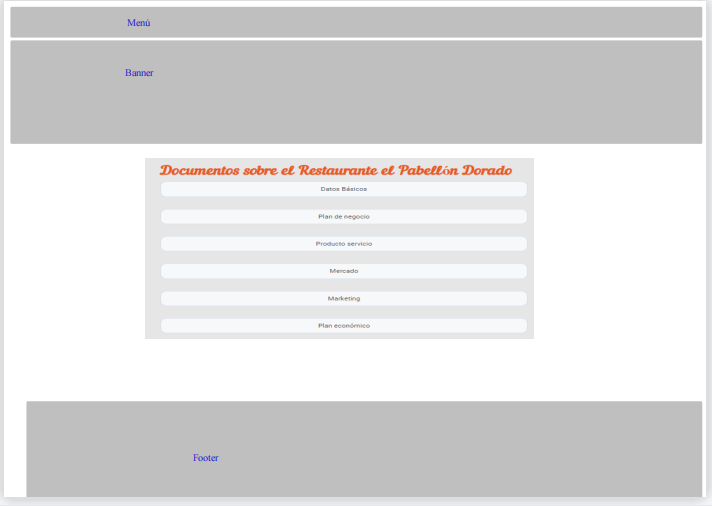 Menú
Banner
Documentos sobre el Restaurante el Pabellón Dorado
Datos Básicos
Plan de negocio
Producto servicio
Mercado
Marketing
Plan económico
Footer